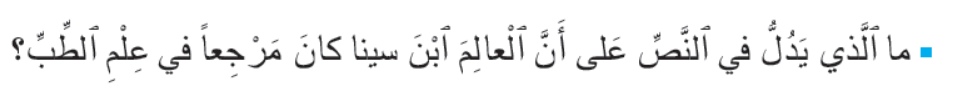 ▪ ما ٱلَّذي يَدُلُّ في ٱلنَّصِّ عَلى أَنَّ ٱلْعالِمَ ٱبْنَ سينا كانَ مَرْجِعاً في عِلْمِ ٱلطِّبِّ؟